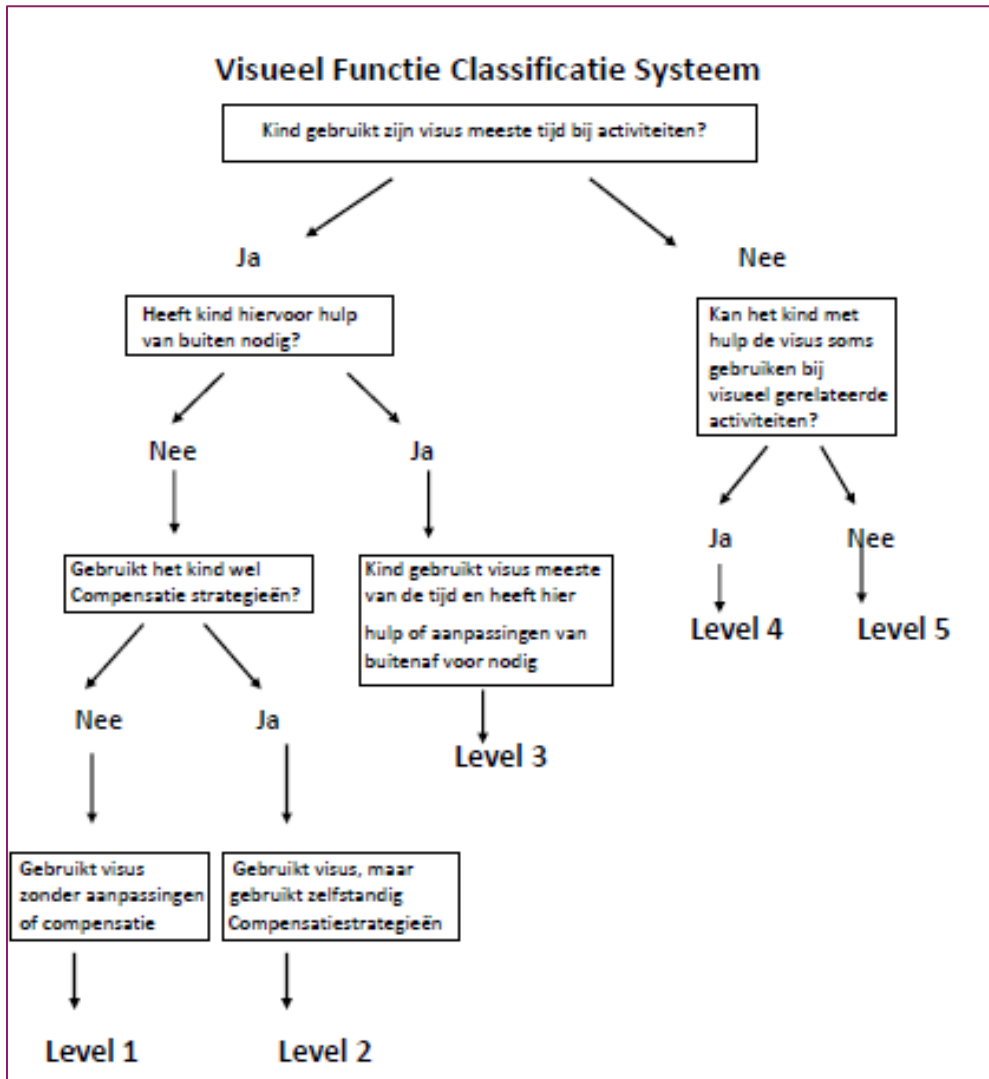 Visueel Functie Classificatie Systeem
Kind gebruikt zijn visus meeste tijd bij activiteiten?
Ja
Nee
Heeft kind hiervoor hulp
van buiten nodig?
Kan het kind met
hulp de visus soms
gebruiken bij
visueel gerelateerde
activiteiten?
Nee
Ja
Ja
Nee
Gebruikt het kind wel
Compensatie strategieën?
Kind gebruikt visus meeste
van de tijd en heeft hier
hulp of aanpassingen van
buitenaf voor nodig
Level 4
Level 5
Nee
Ja
Level 3
Gebruikt visus
zonder aanpassingen
of compensatie
Gebruikt visus, maar
gebruikt zelfstandig
Compensatiestrategieën
Level 1
Level 2